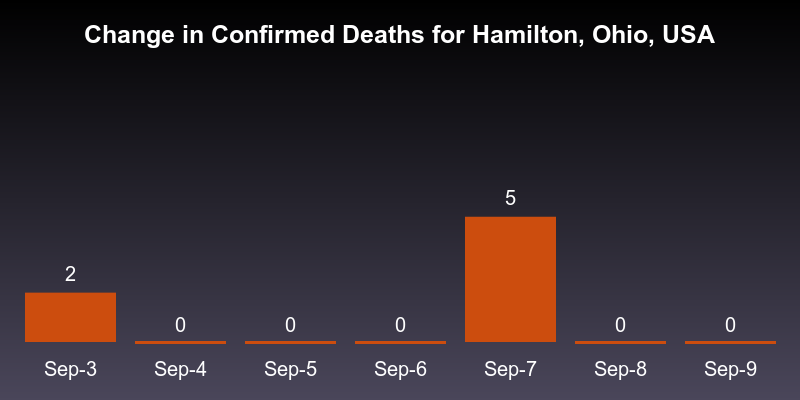 Change in Confirmed Deaths for Hamilton, Ohio, USA
5
2
0 0 0 0 0
Sep-3 Sep-4 Sep-5 Sep-6 Sep-7 Sep-8 Sep-9